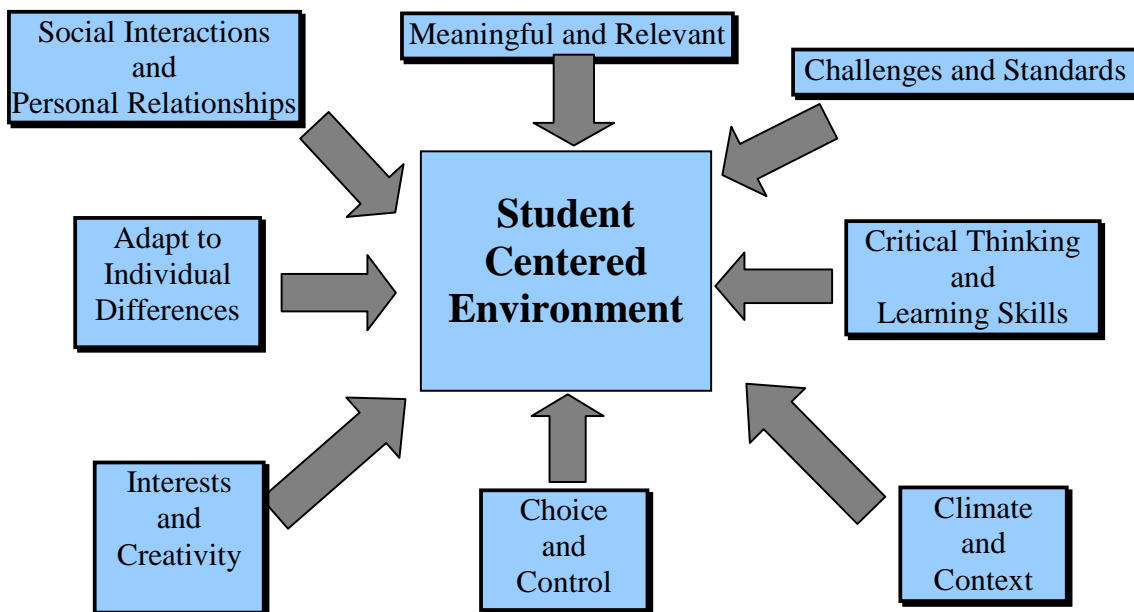 Social Interactions
and
Personal Relationships
Meaningful and Relevant
Challenges and Standards
Adapt to
Individual
Differences
Student
Centered
Environment
Critical Thinking
and
Learning Skills
Interests
and
Creativity
Choice
and
Control
Climate
and
Context